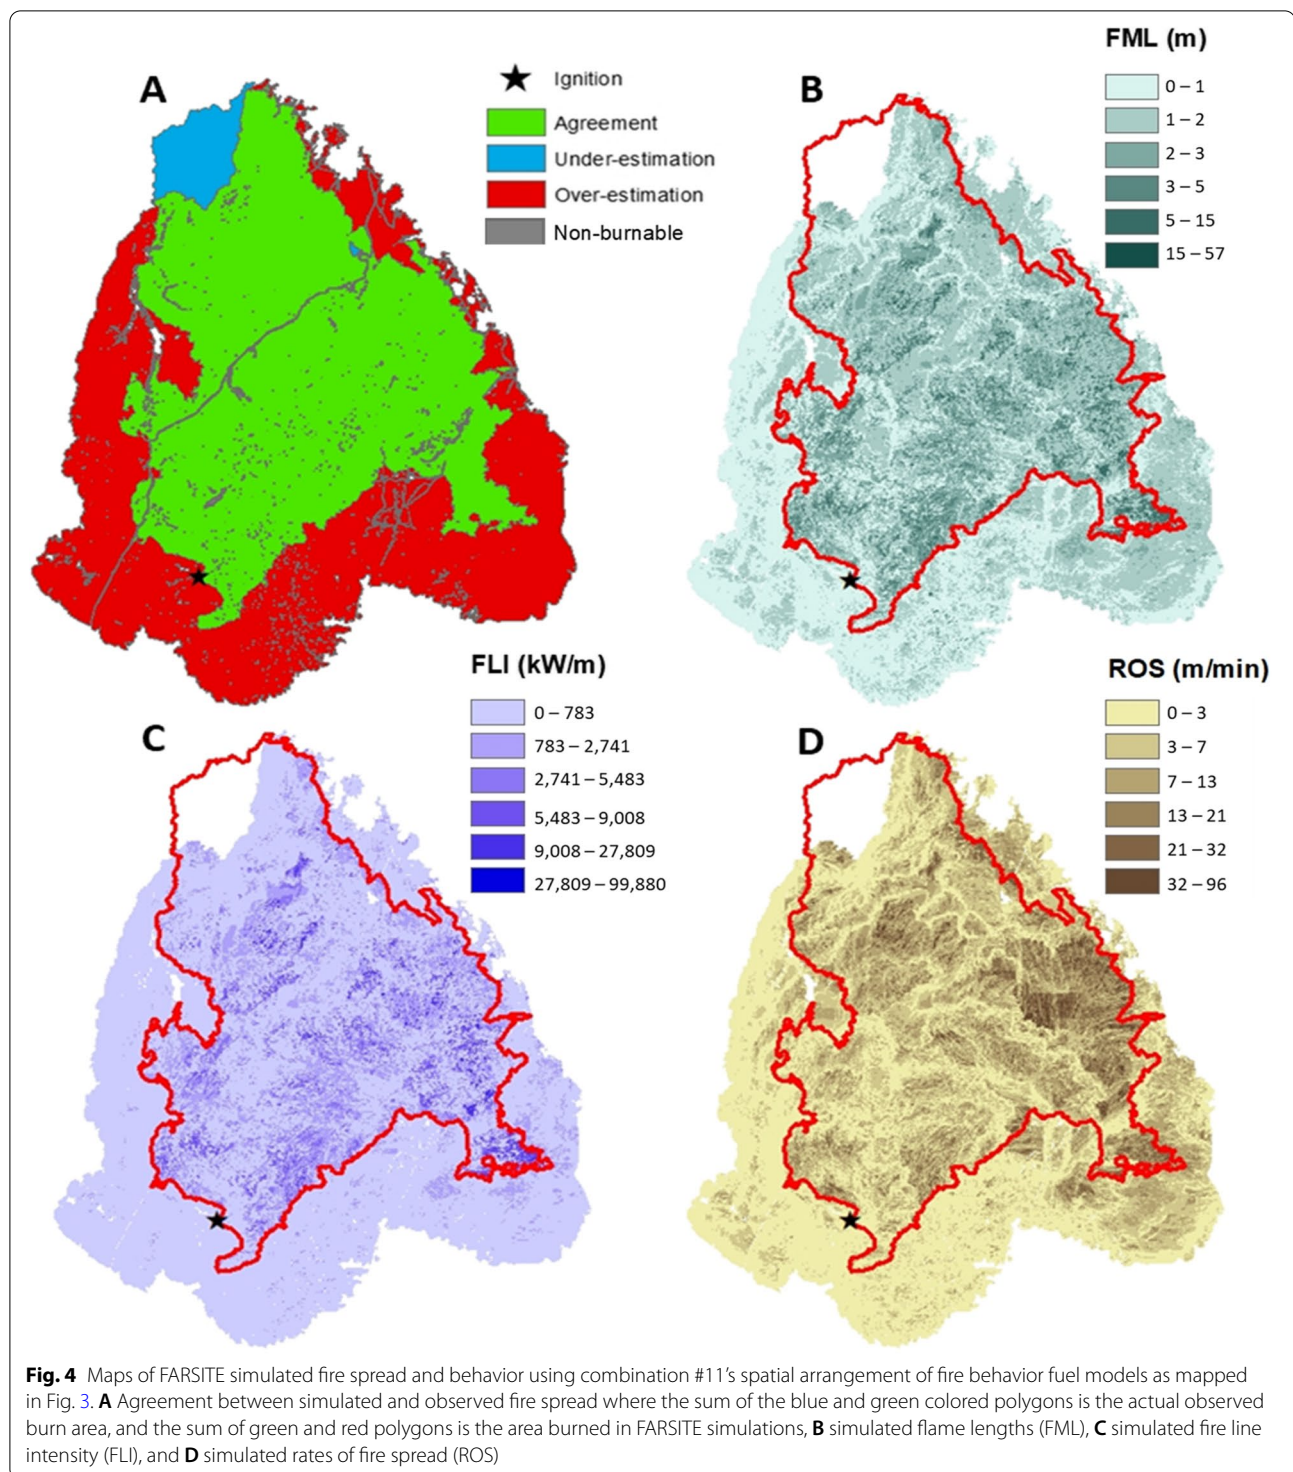 A
Ignition
Agreement
Under-estimation
Over-estimation
Non-burnable
B
FML (m)
0 – 1
1 – 2
2 – 3
3 – 5
5 – 15
15 – 57
C
FLI (kW/m)
0 – 783
783 – 2,741
2,741 – 5,483
5,483 – 9,008
9,008 – 27,809
27,809 – 99,880
D
ROS (m/min)
0 – 3
3 – 7
7 – 13
13 – 21
21 – 32
32 – 96
Fig. 4 Maps of FARSITE simulated fire spread and behavior using combination #11’s spatial arrangement of fire behavior fuel models as mapped
in Fig. 3. A Agreement between simulated and observed fire spread where the sum of the blue and green colored polygons is the actual observed
burn area, and the sum of green and red polygons is the area burned in FARSITE simulations, B simulated flame lengths (FML), C simulated fire line
intensity (FLI), and D simulated rates of fire spread (ROS)